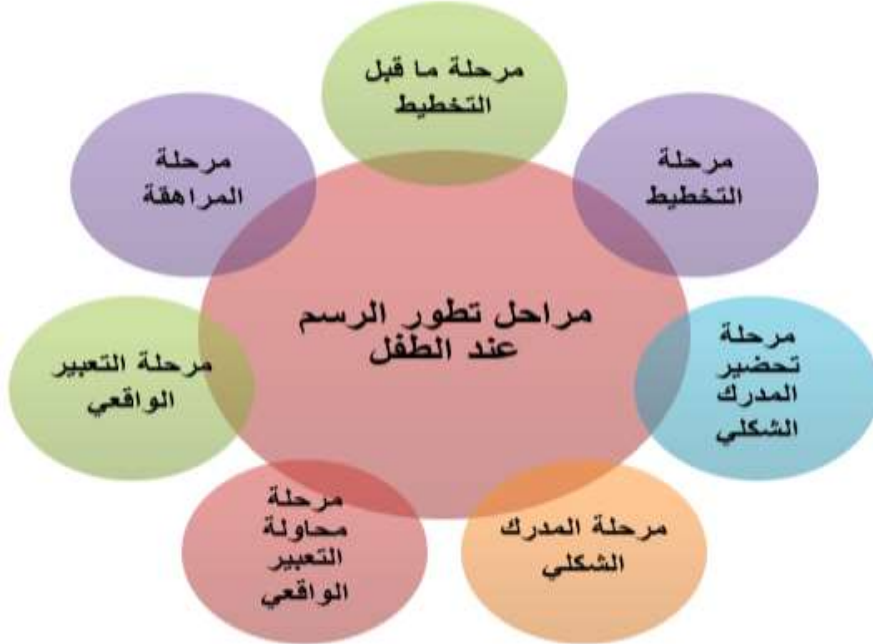 مراحل تطور الرسم
عند الطفل
مرحلة ما قبل
التخطيط
مرحلة
التخطيط
مرحلة
تحضير
المدرك
الشكلي
مرحلة المدرك
الشكلي
مرحلة
محاولة
التعبير
الواقعي
مرحلة التعبير
الواقعي
مرحلة
المراهقة